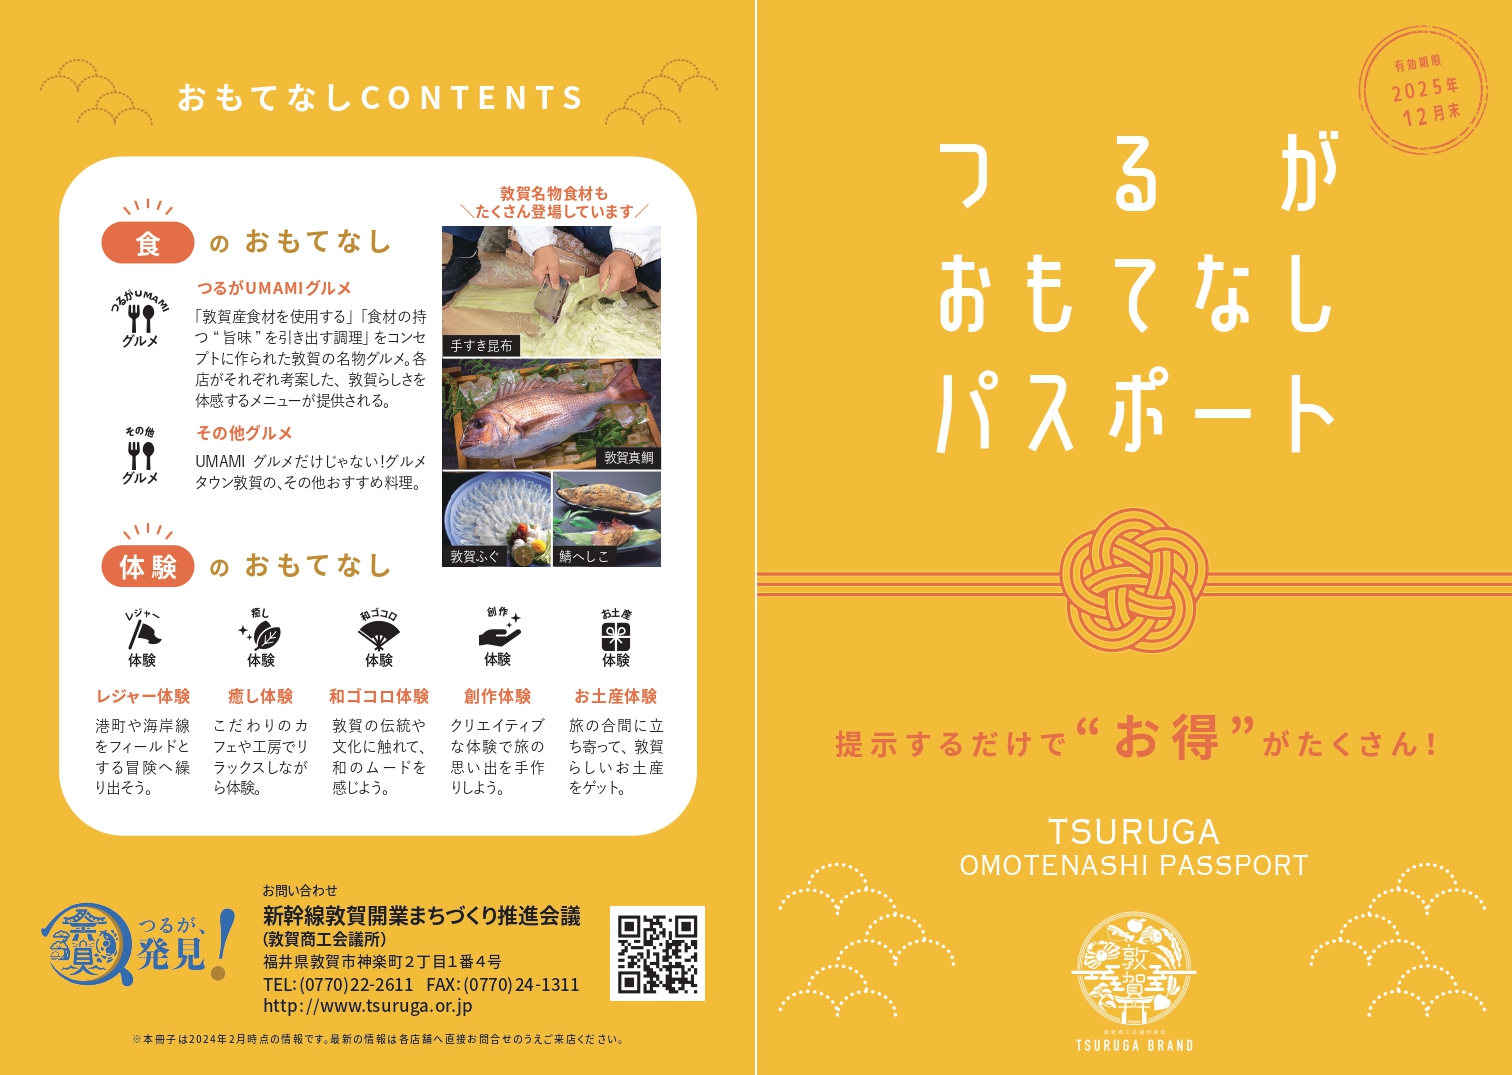 おもてなしCONTENTS
敦賀名物食材も
＼たくさん登場しています／
食 の おもてなし
つるがUMAMI
グルメ
つるがUMAMIグルメ
「敦賀産食材を使用する」「食材の持
つ“旨味”を引き出す調理」をコンセ
プトに作られた敦賀の名物グルメ。各
店がそれぞれ考案した、敦賀らしさを
体感するメニューが提供される。
その他
グルメ
その他グルメ
UMAMI グルメだけじゃない！グルメ
タウン敦賀の、その他おすすめ料理。
手すき昆布
敦賀真鯛
敦賀ふぐ
鯖へしこ
体験 の おもてなし
レジャー
体験
癒し
体験
和ゴコロ
体験
創作
体験
お土産
体験
レジャー体験
港町や海岸線
をフィールドと
する冒険へ繰
り出そう。
癒し体験
こだわりのカ
フェや工房でリ
ラックスしなが
ら体験。
和ゴコロ体験
敦賀の伝統や
文化に触れて、
和のムードを
感じよう。
創作体験
クリエイティブ
な体験で旅の
思い出を手作
りしよう。
お土産体験
旅の合間に立
ち寄って、敦賀
らしいお土産
をゲット。
つるが、
発見！
お問い合わせ
新幹線敦賀開業まちづくり推進会議
（敦賀商工会議所）
福井県敦賀市神楽町２丁目１番４号
TEL：(0770)22-2611 FAX：(0770)24-1311
http://www.tsuruga.or.jp
※本冊子は2024年2月時点の情報です。最新の情報は各店舗へ直接お問合せのうえご来店ください。
有効期限
2025年
12月末
つるが
おもてなし
パスポート
提示するだけで“お得”がたくさん！
TSURUGA
OMOTENASHI PASSPORT
敦賀
TSURUGA BRAND